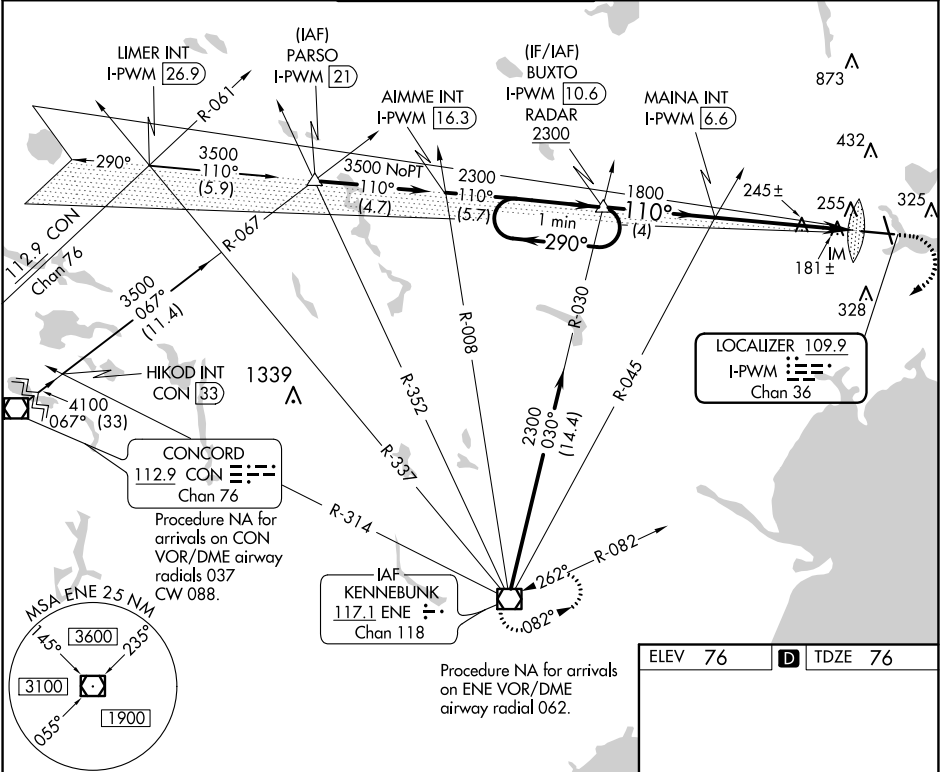 LIMER INT
I-PWM 26.9
(IAF)
PARSO
I-PWM 21
AIMME INT
I-PWM 16.3
(IF/IAF)
BUXTO
I-PWM 10.6
RADAR
2300
MAINA INT
I-PWM 6.6
873
432
325
255
245±
181±
IM
328
R-061
290°
3500
110°
(5.9)
3500 NoPT
110°
(4.7)
2300
110°
(5.7)
1 min
290°
1800
110°
(4)
112.9 CON
Chan 76
R-067
3500
067°
(11.4)
HIKOD INT
CON 33
1339
4100
067° (33)
CONCORD
112.9 CON
Chan 76
Procedure NA for
arrivals on CON
VOR/DME airway
radials 037
CW 088.
R-337
R-352
R-008
R-030
R-045
2300
030°
(14.4)
R-314
LOCALIZER 109.9
I-PWM
Chan 36
IAF
KENNEBUNK
117.1 ENE
Chan 118
262°
R-082
082°
Procedure NA for arrivals
on ENE VOR/DME
airway radial 062.
MSA ENE 25 NM
145°
3600
235°
3100
055°
1900
ELEV 76 D TDZE 76